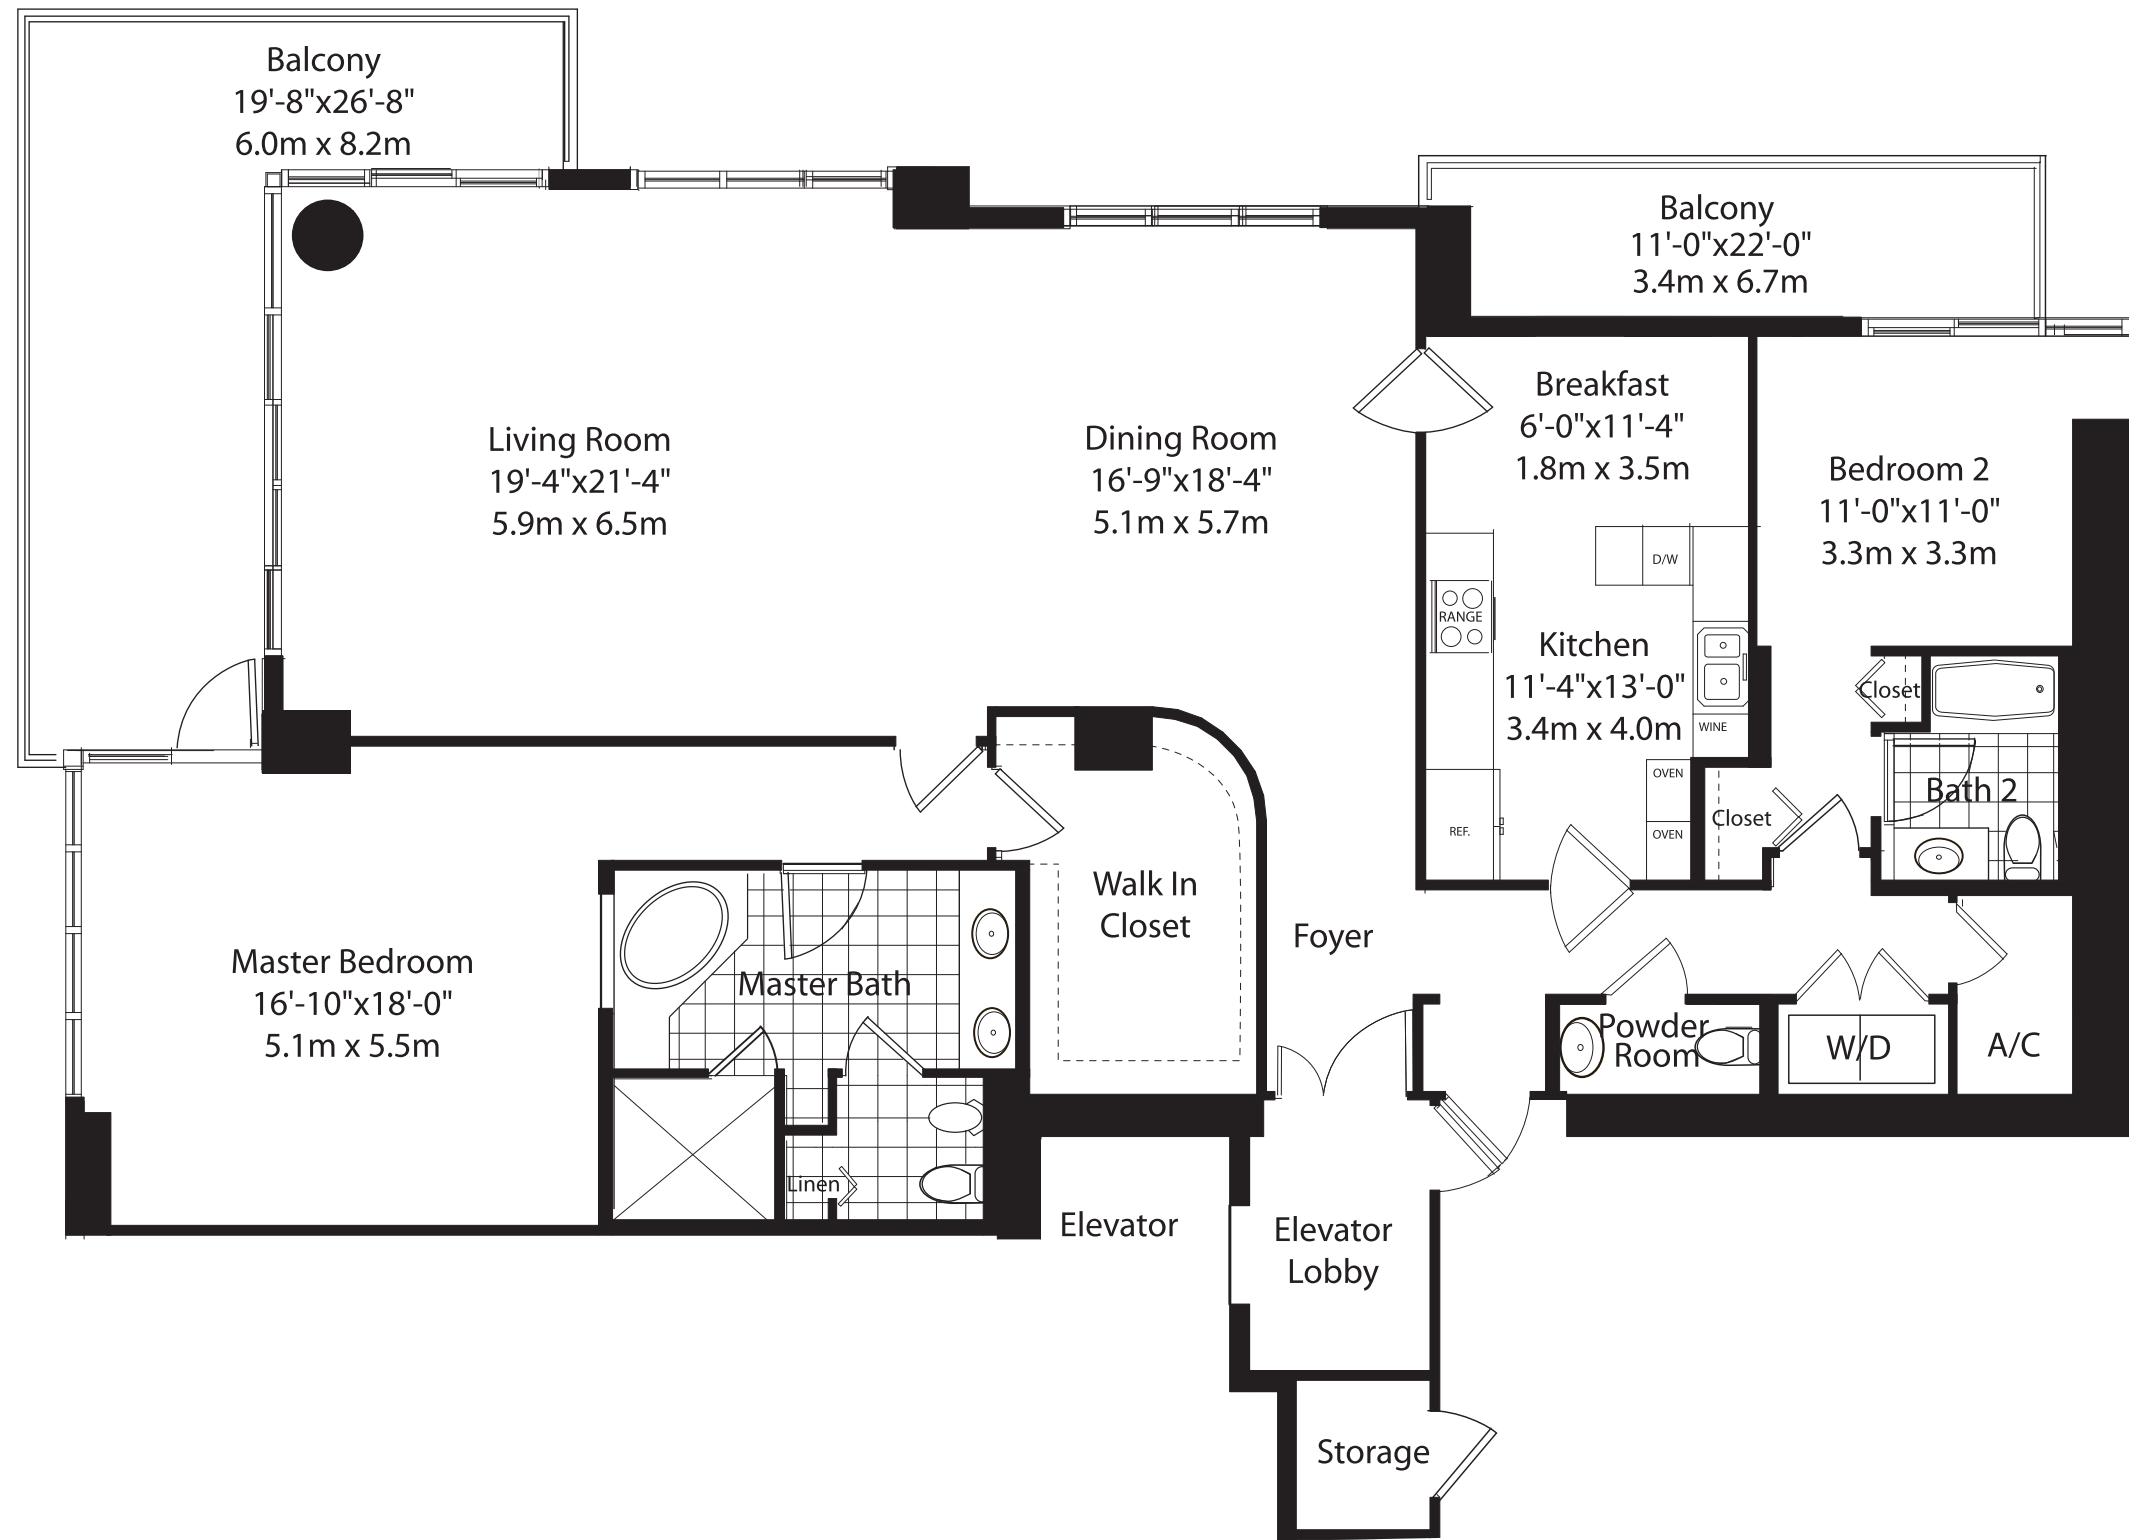 Balcony
19'-8"x26'-8"
6.0m x 8.2m
Balcony
11'-0"x22'-0"
3.4m x 6.7m
Living Room
19'-4"x21'-4"
5.9m x 6.5m
Dining Room
16'-9"x18'-4"
5.1m x 5.7m
Breakfast
6'-0"x11'-4"
1.8m x 3.5m
Bedroom 2
11'-0"x11'-0"
3.3m x 3.3m
D/W
RANGE
Kitchen
11'-4"x13'-0"
3.4m x 4.0m
WINE
OVEN
OVEN
REF.
Closet
Closet
Bath 2
Walk In
Closet
Foyer
Master Bedroom
16'-10"x18'-0"
5.1m x 5.5m
Master Bath
Linen
Powder
Room
W/D
A/C
Elevator
Elevator
Lobby
Storage